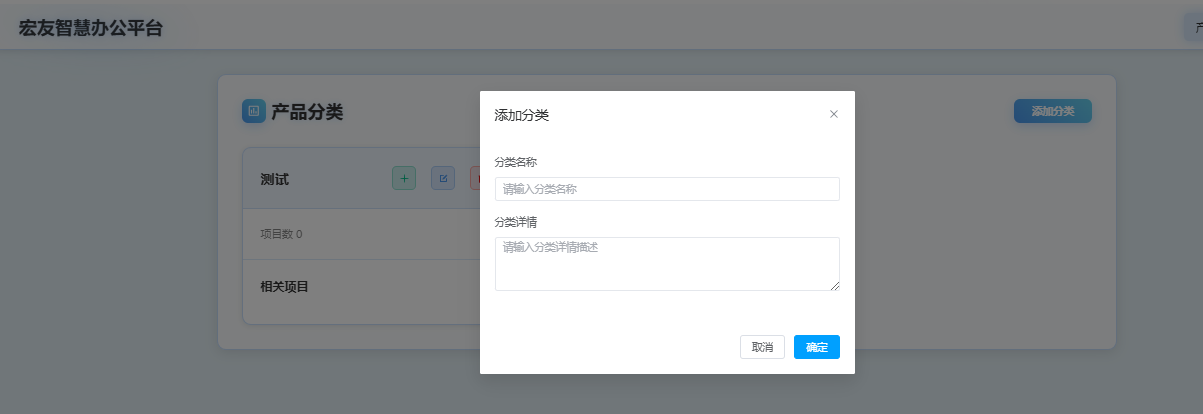 宏友智慧办公平台
产品分类
添加分类
测试
项目数 0
相关项目
添加分类
分类名称
请输入分类名称
分类详情
请输入分类详情描述
取消
确定